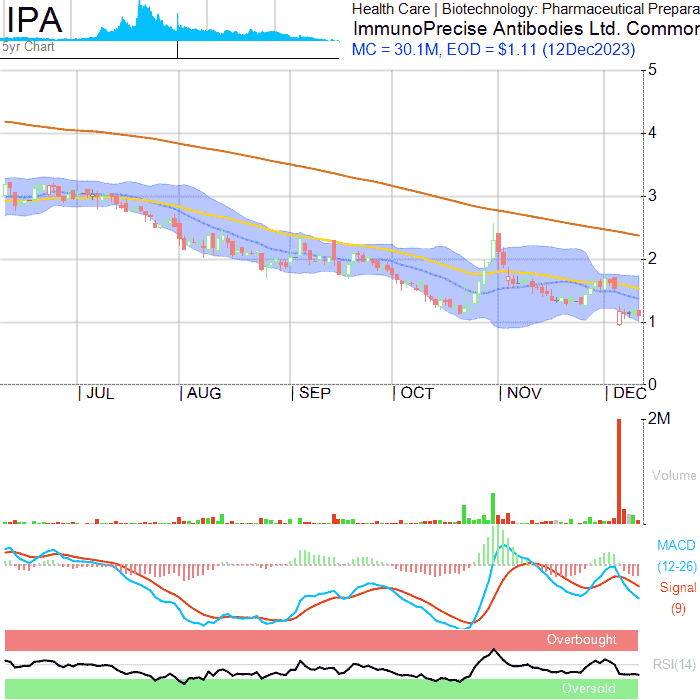 IPA
5yr Chart
Health Care | Biotechnology: Pharmaceutical Prepara
ImmunoPrecise Antibodies Ltd. Common
MC = 30.1M, EOD = $1.11 (12Dec2023)
5
4
3
2
1
0
| JUL | AUG | SEP | OCT | NOV | DEC
2M
Volume
MACD
(12-26)
Signal
(9)
Overbought
RSI(14)
Oversold